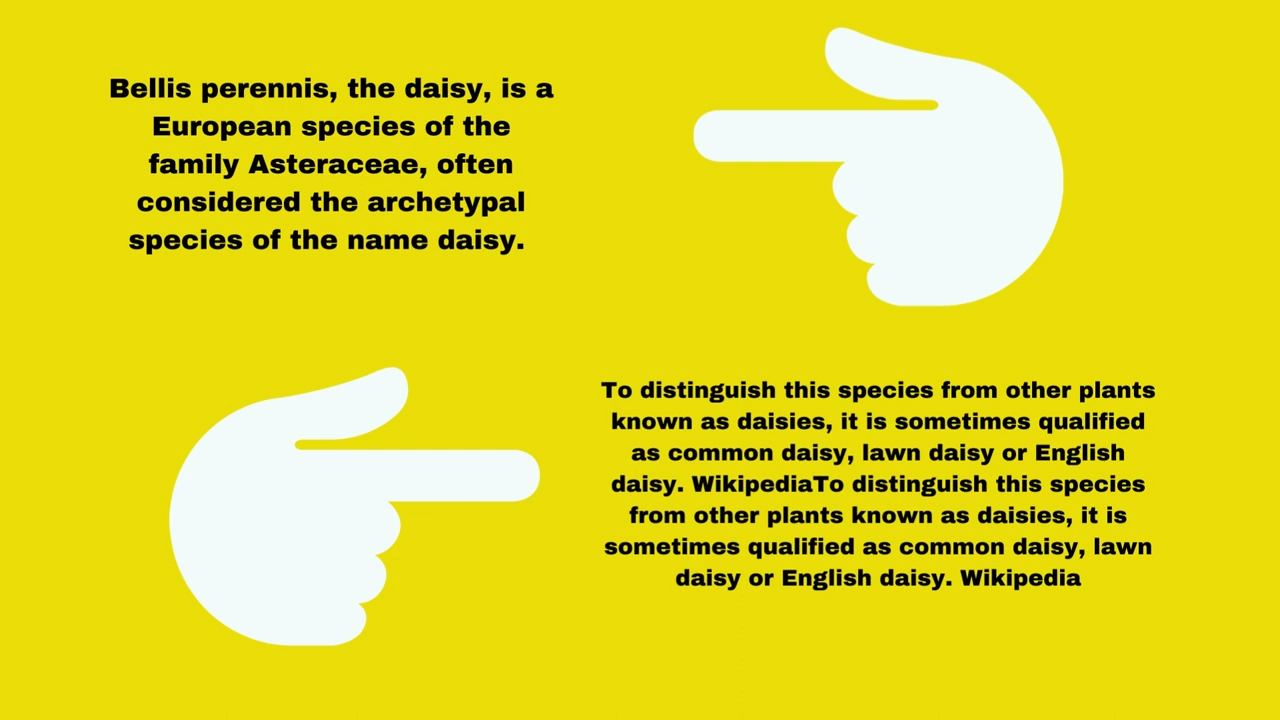 Bellis perennis, the daisy, is a
European species of the
family Asteraceae, often
considered the archetypal
species of the name daisy.
To distinguish this species from other plants
known as daisies, it is sometimes qualified
as common daisy, lawn daisy or English
daisy. WikipediaTo distinguish this species
from other plants known as daisies, it is
sometimes qualified as common daisy, lawn
daisy or English daisy. Wikipedia